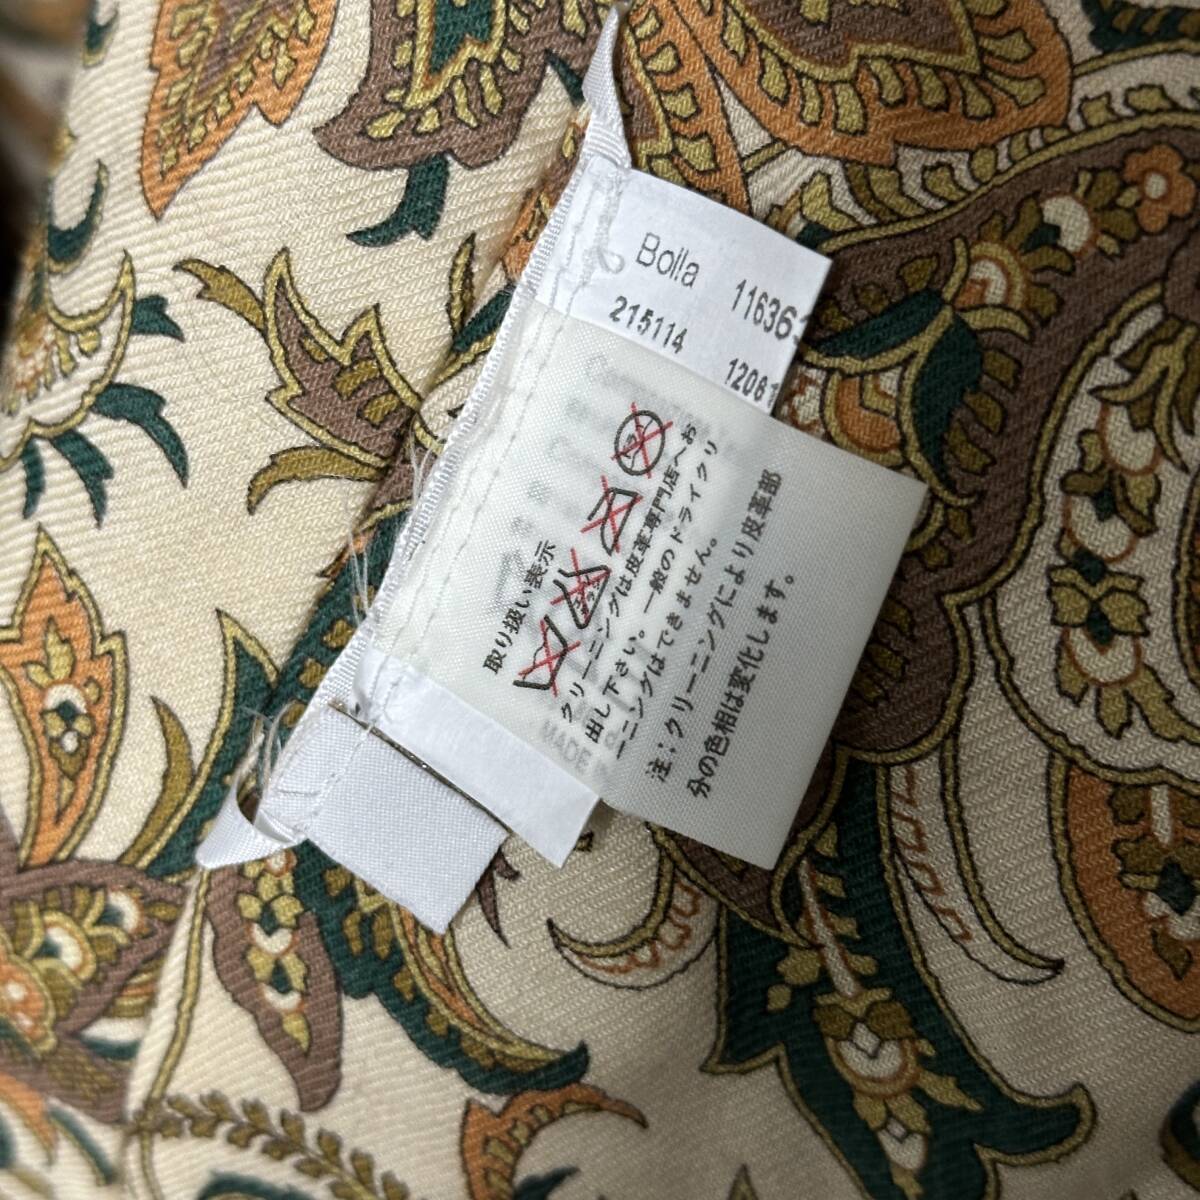 Bolla 11636
215114 1206
取り扱い表示
クリーニングは皮革専門店へお
出し下さい。一般のドライクリ
ーニングはできません。
注：クリーニングにより皮革部
分の色相は変化します。
MADE IN